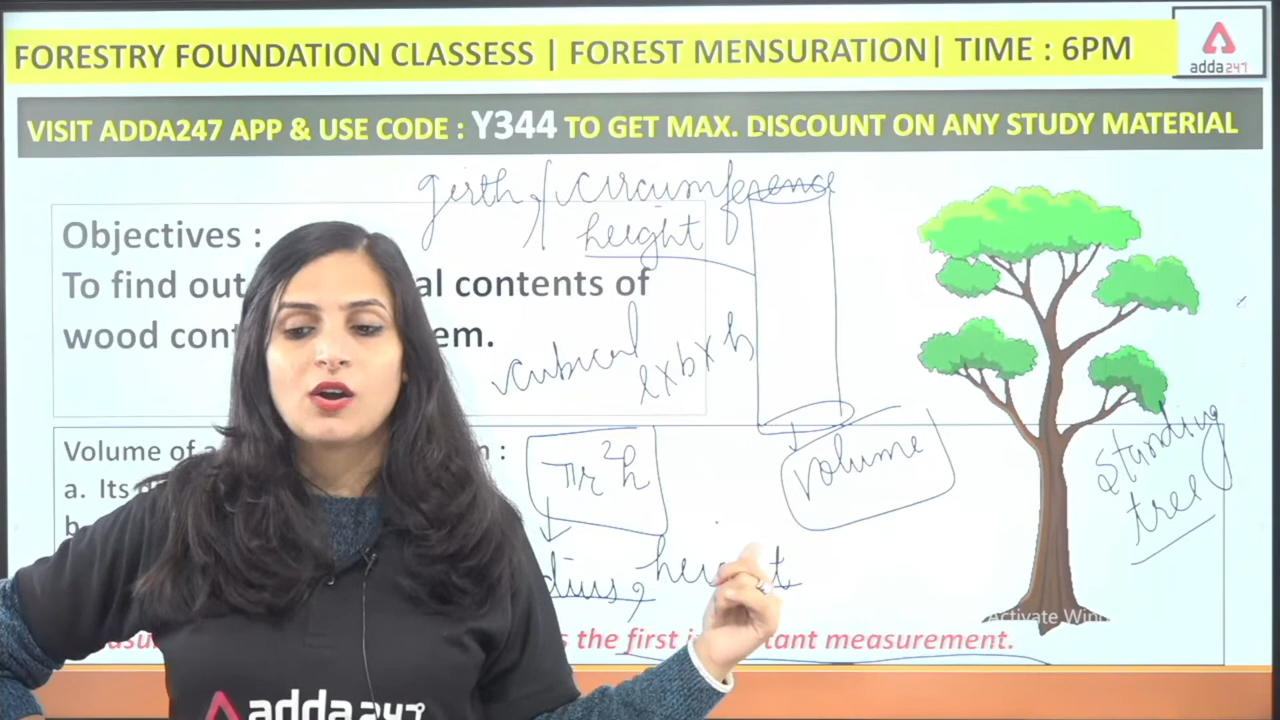 FORESTRY FOUNDATION CLASSESS | FOREST MENSURATION| TIME : 6PM
adda247
VISIT ADDA247 APP & USE CODE : Y344 TO GET MAX. DISCOUNT ON ANY STUDY MATERIAL
girth / circumference
height
Objectives :
To find out al contents of
wood em.
cubical
l×b×h
Volume of :
πr²h
volume
standing
tree
a. Its
b
height
Activate
is the first measurement.
adda247